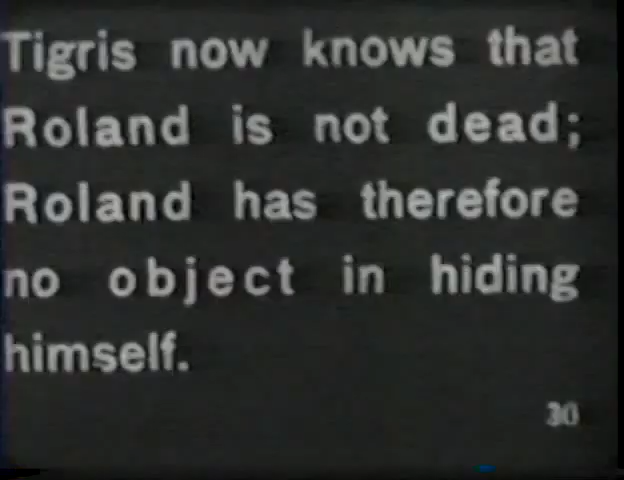 Tigris now knows that
Roland is not dead;
Roland has therefore
no object in hiding
himself.
30